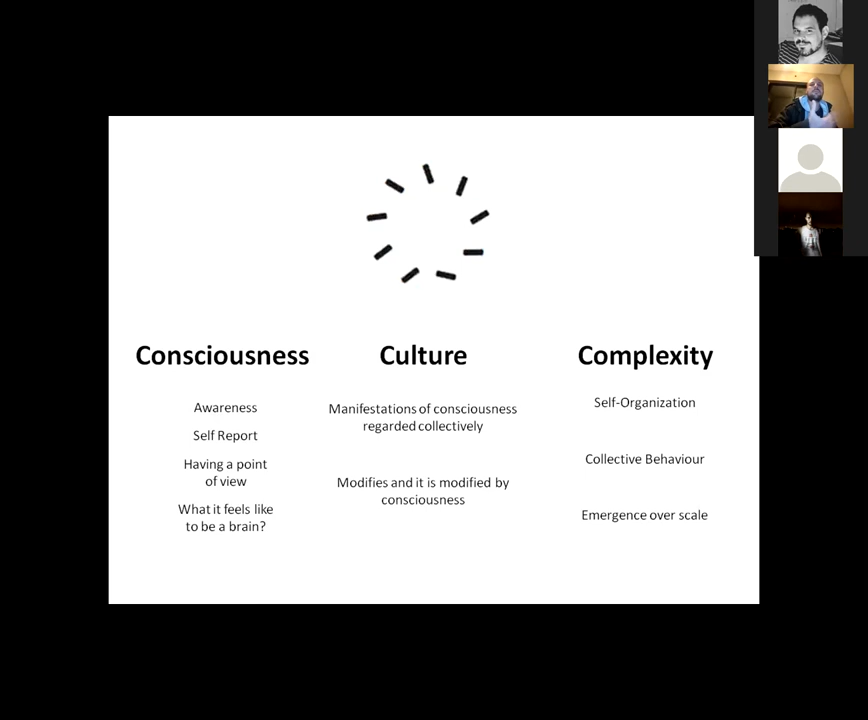 Consciousness
Awareness
Self Report
Having a point
of view
What it feels like
to be a brain?
Culture
Manifestations of consciousness
regarded collectively
Modifies and it is modified by
consciousness
Complexity
Self-Organization
Collective Behaviour
Emergence over scale